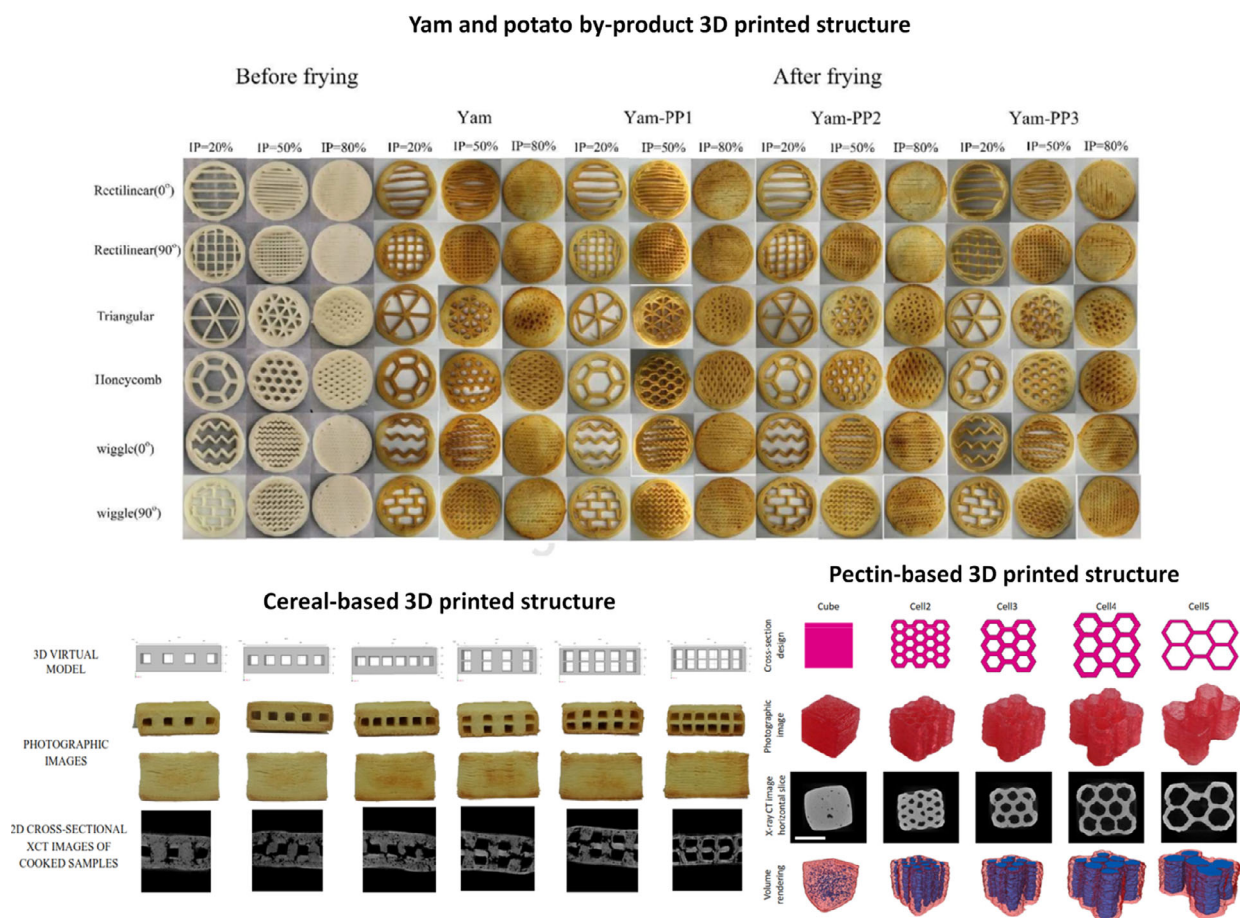 Yam and potato by-product 3D printed structure
Before frying
After frying
Yam
Yam-PP1
Yam-PP2
Yam-PP3
IP=20% IP=50% IP=80% IP=20% IP=50% IP=80% IP=20% IP=50% IP=80% IP=20% IP=50% IP=80% IP=20% IP=50% IP=80%
Rectilinear(0°)
Rectilinear(90°)
Triangular
Honeycomb
wiggle(0°)
wiggle(90°)
Cereal-based 3D printed structure
3D VIRTUAL
MODEL
PHOTOGRAPHIC
IMAGES
2D CROSS-SECTIONAL
XCT IMAGES OF
COOKED SAMPLES
Pectin-based 3D printed structure
Cube Cell2 Cell3 Cell4 Cell5
Cross-section
design
Photographic
image
X-ray CT image
horizontal slice
Volume
rendering